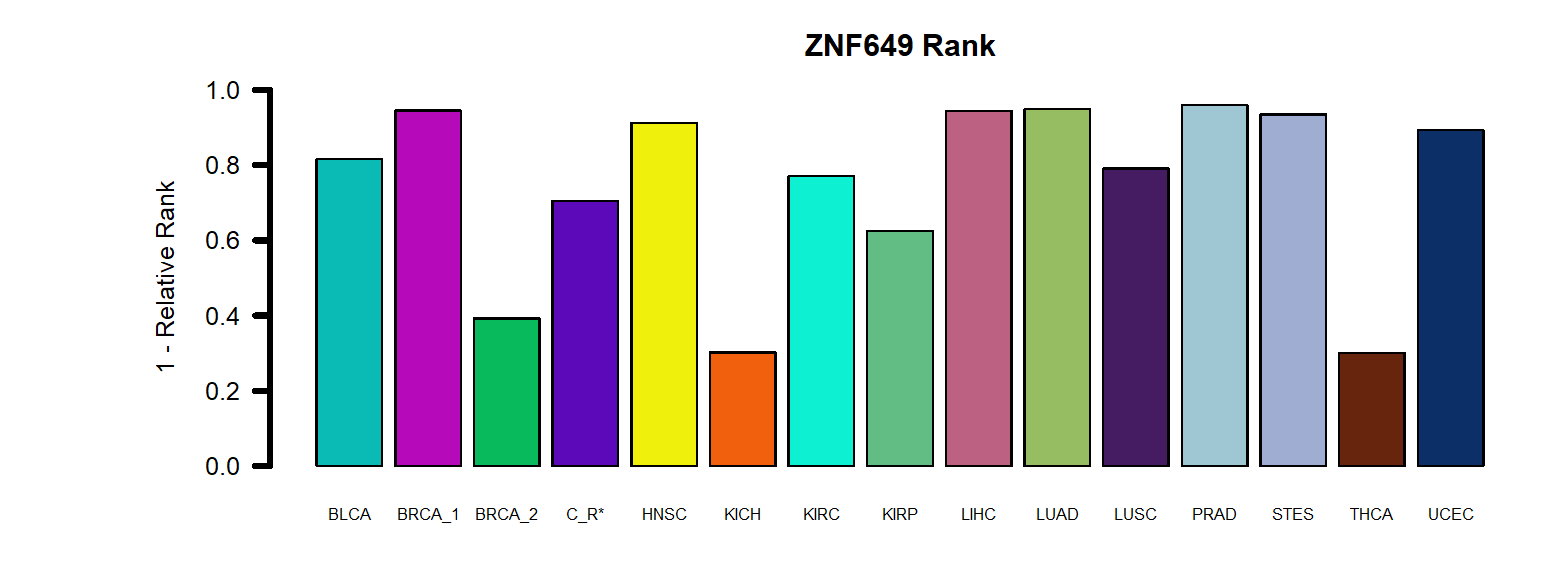 ZNF649 Rank
1 - Relative Rank
1.0
0.8
0.6
0.4
0.2
0.0
BLCA BRCA_1 BRCA_2 C_R* HNSC KICH KIRC KIRP LIHC LUAD LUSC PRAD STES THCA UCEC